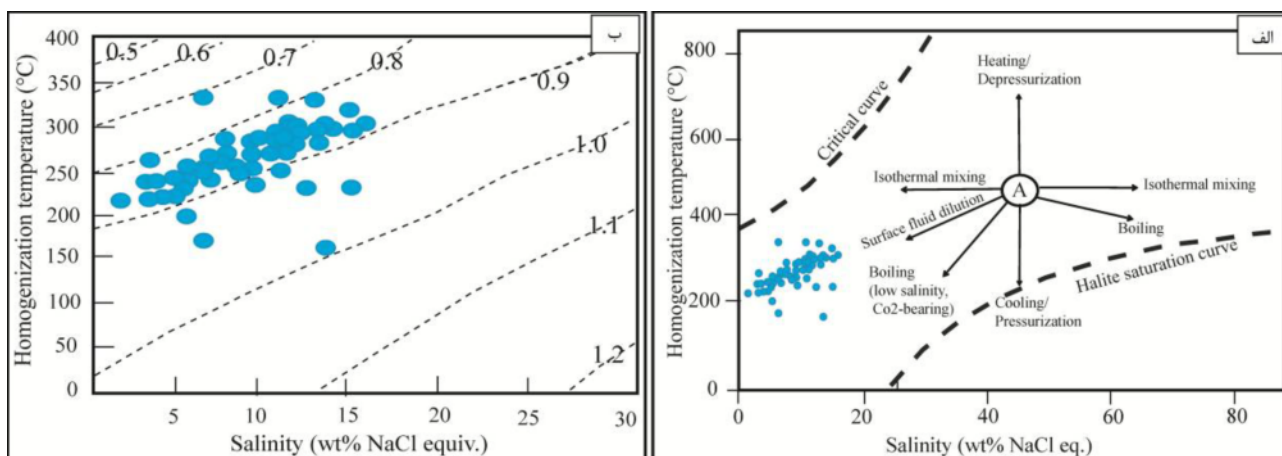 ب
Homogenization temperature (°C)
400
350
300
250
200
150
100
50
0
0.5
0.6
0.7
0.8
0.9
1.0
1.1
1.2
5
10
15
20
25
30
Salinity (wt% NaCl equiv.)
الف
Homogenization temperature (°C)
800
600
400
200
0
Critical curve
Heating/
Depressurization
A
Isothermal mixing
Isothermal mixing
Surface fluid dilution
Boiling
Boiling
(low salinity,
Co2-bearing)
Cooling/
Pressurization
Halite saturation curve
0
20
40
60
80
Salinity (wt% NaCl eq.)